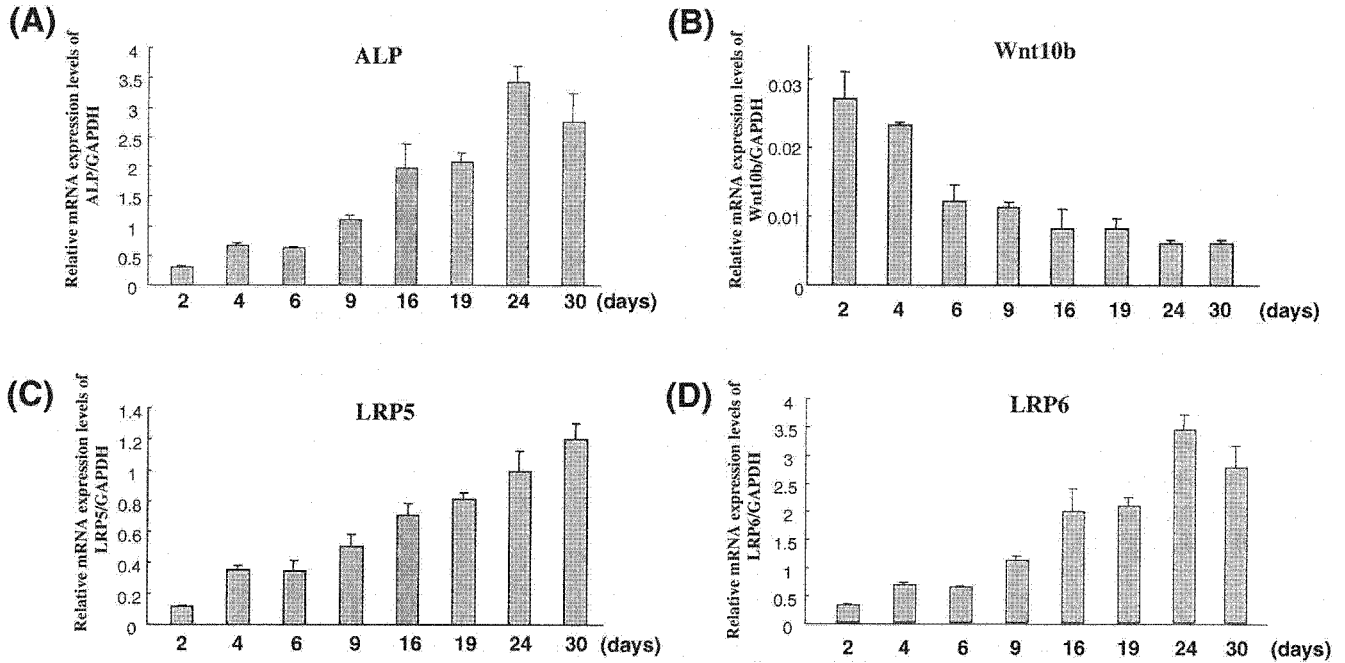 (A)
ALP
Relative mRNA expression levels of
ALP/GAPDH
4
3.5
3
2.5
2
1.5
1
0.5
0
2 4 6 9 16 19 24 30 (days)
(B)
Wnt10b
Relative mRNA expression levels of
Wnt10b/GAPDH
0.03
0.02
0.01
0
2 4 6 9 16 19 24 30 (days)
(C)
LRP5
Relative mRNA expression levels of
LRP5/GAPDH
1.4
1.2
1
0.8
0.6
0.4
0.2
0
2 4 6 9 16 19 24 30 (days)
(D)
LRP6
Relative mRNA expression levels of
LRP6/GAPDH
4
3.5
3
2.5
2
1.5
1
0.5
0
2 4 6 9 16 19 24 30 (days)